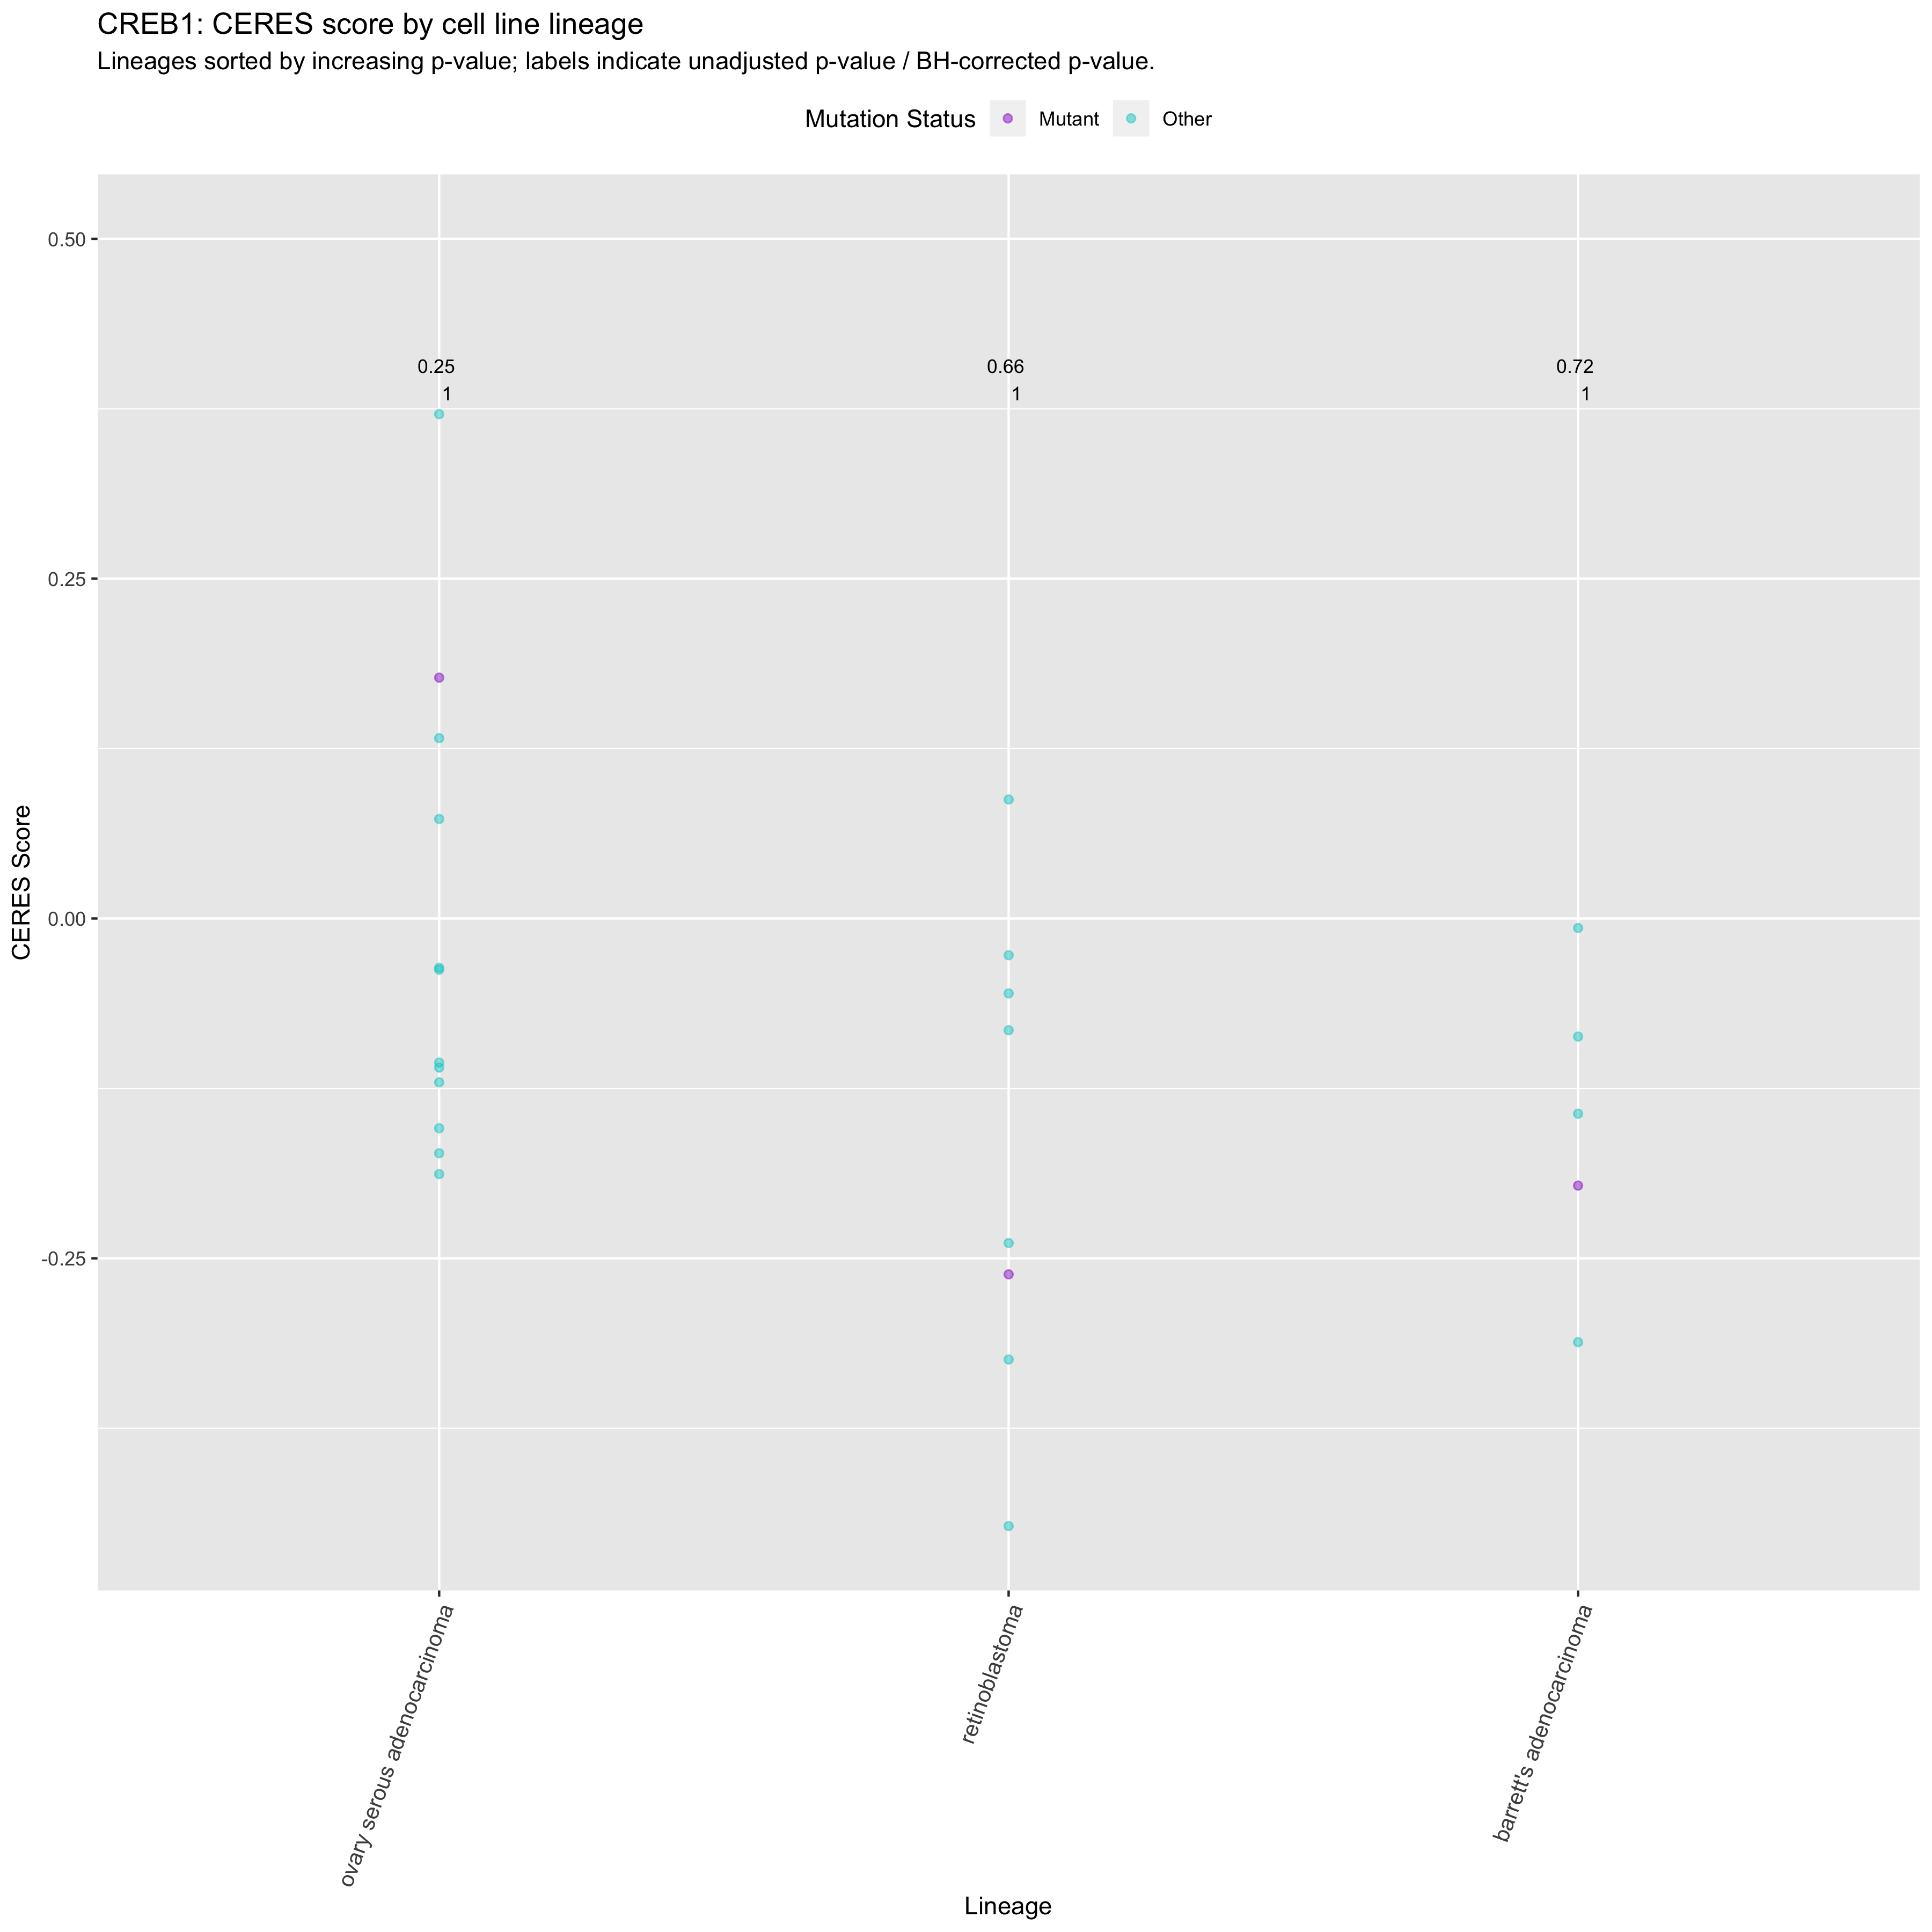 CREB1: CERES score by cell line lineage
Lineages sorted by increasing p-value; labels indicate unadjusted p-value / BH-corrected p-value.
Mutation Status Mutant Other
0.50
0.25 0.66 0.72
1 1 1
0.25
0.00
-0.25
CERES Score
ovary serous adenocarcinoma
retinoblastoma
barrett's adenocarcinoma
Lineage